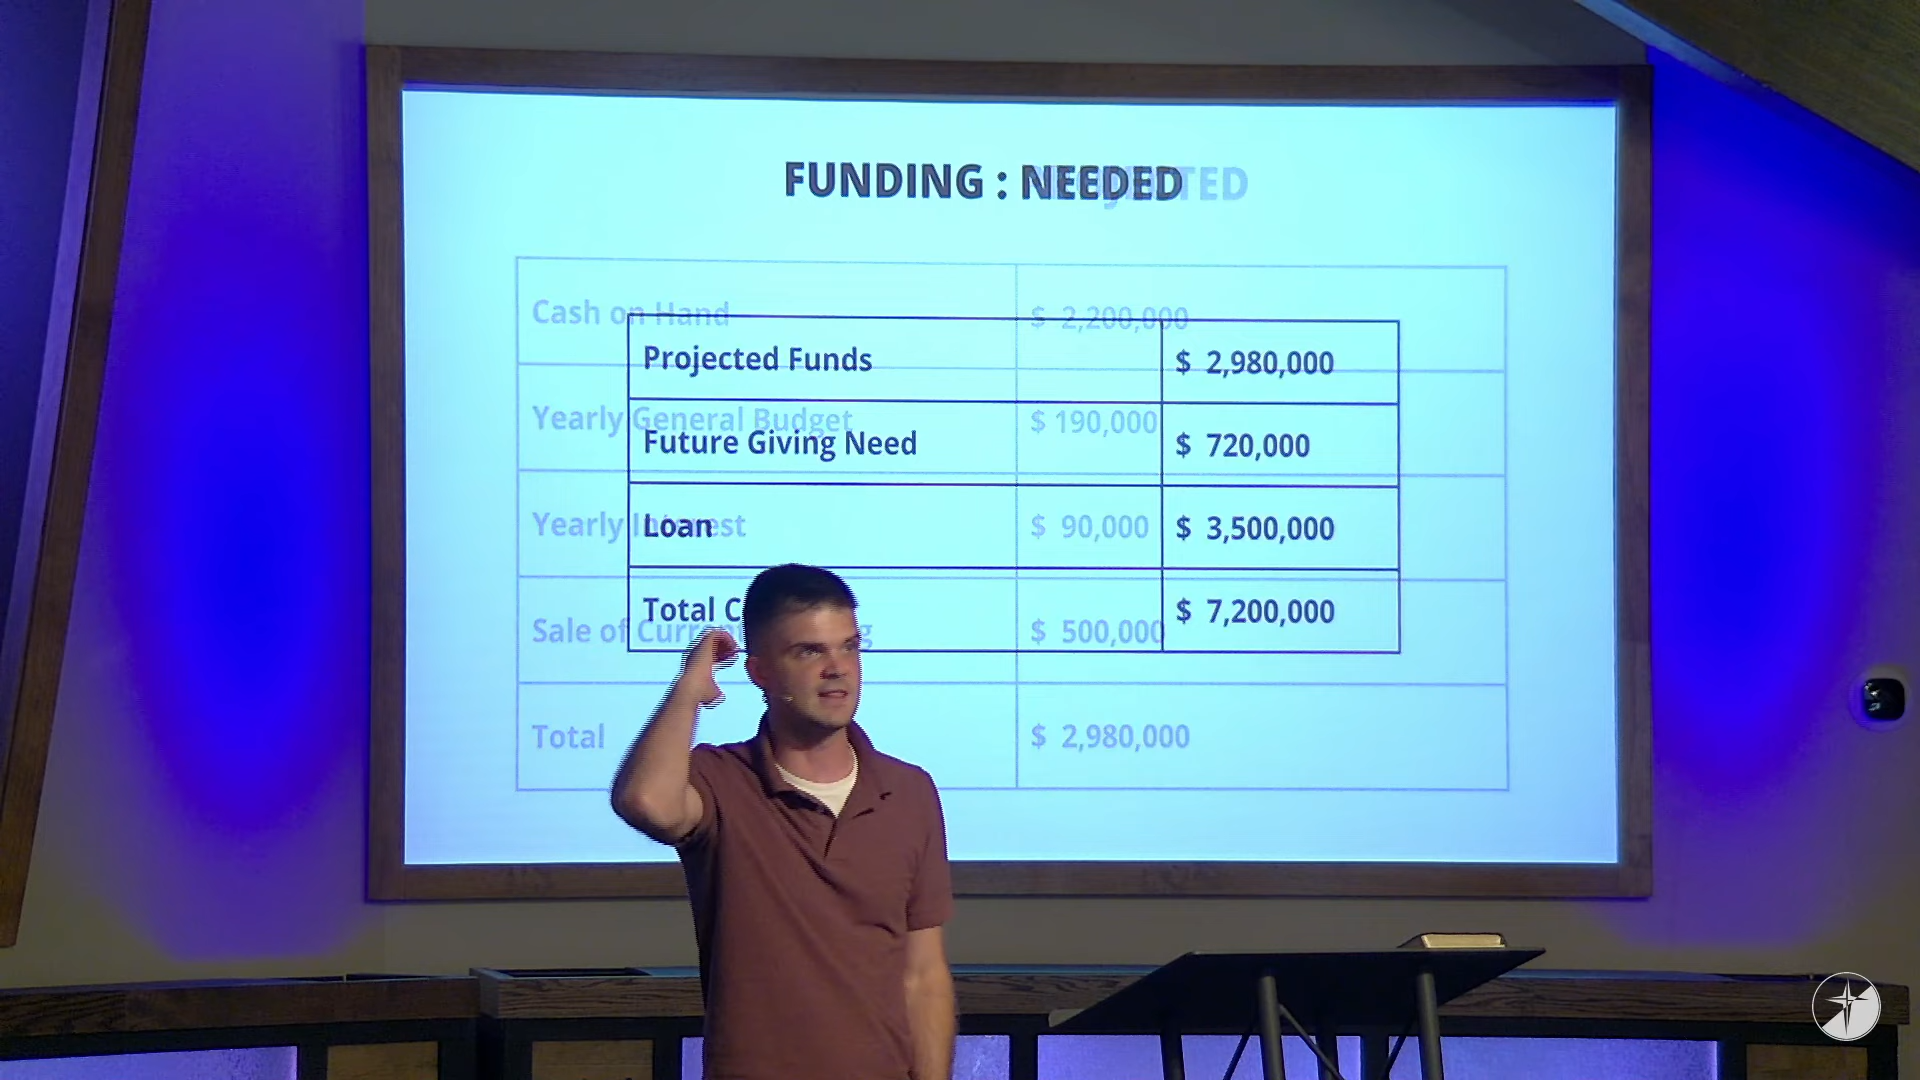 FUNDING : NEEDED
Projected Funds $ 2,980,000
Future Giving Need $ 720,000
Loan $ 3,500,000
Total $ 7,200,000
Cash on Hand $ 2,200,000
Yearly General Budget $ 190,000
Yearly Interest $ 90,000
Sale of $ 500,000
Total $ 2,980,000